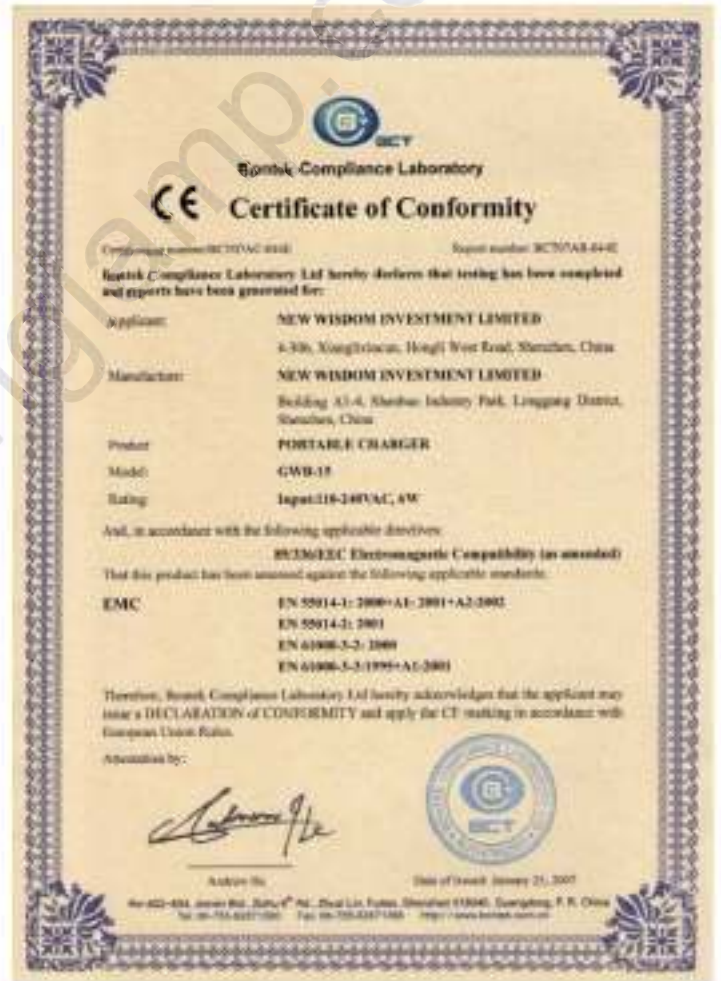 BCT
Bontek Compliance Laboratory
CE Certificate of Conformity
Bontek Compliance Laboratory Ltd hereby declares that testing has been completed
and reports have been generated for:
Applicant: NEW WISDOM INVESTMENT LIMITED
Hongli West Road, Shenzhen, China
Manufacturer: NEW WISDOM INVESTMENT LIMITED
Industry Park, Longgang District,
Shenzhen, China
Product PORTABLE CHARGER
Model: GWB-15
Rating: Input:110-240VAC, 6W
And, in accordance with the following applicable directives:
89/336/EEC Electromagnetic Compatibility (as amended)
That this product has been assessed against the following applicable standards.
EMC EN 55014-1: 2000+A1: 2001+A2:2002
EN 55014-2: 2001
EN 61000-3-2: 2000
EN 61000-3-3:1995+A1:2001
Therefore, Bontek Compliance Laboratory Ltd hereby acknowledges that the applicant may
issue a DECLARATION of CONFORMITY and apply the CE marking in accordance with
European Union Rules.
Attestation by:
BCT
Date of Issued: January 25, 2007